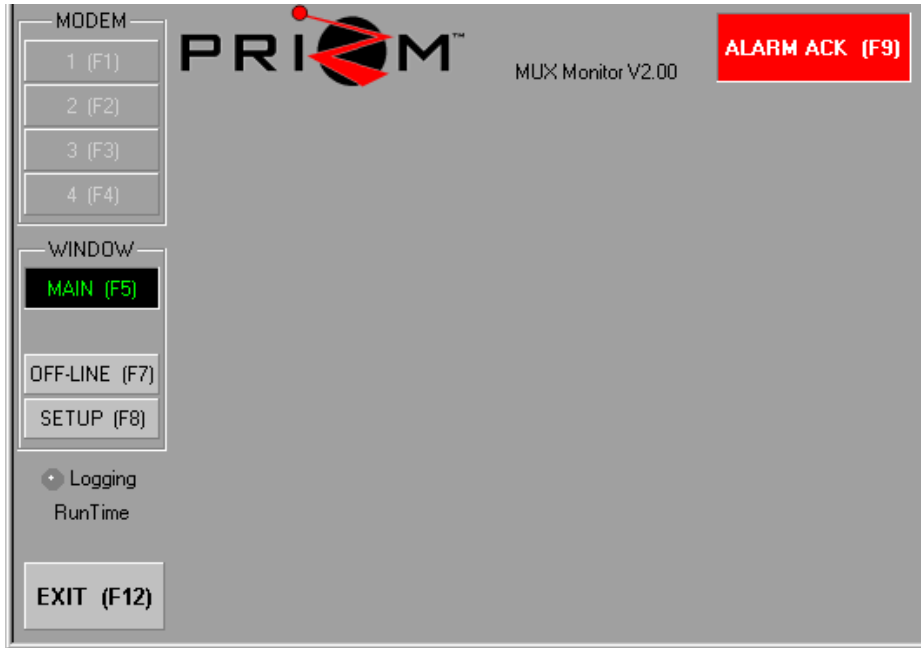 MODEM
1 (F1)
2 (F2)
3 (F3)
4 (F4)
WINDOW
MAIN (F5)
OFF-LINE (F7)
SETUP (F8)
Logging
RunTime
EXIT (F12)
PRIZM™
MUX Monitor V2.00
ALARM ACK (F9)